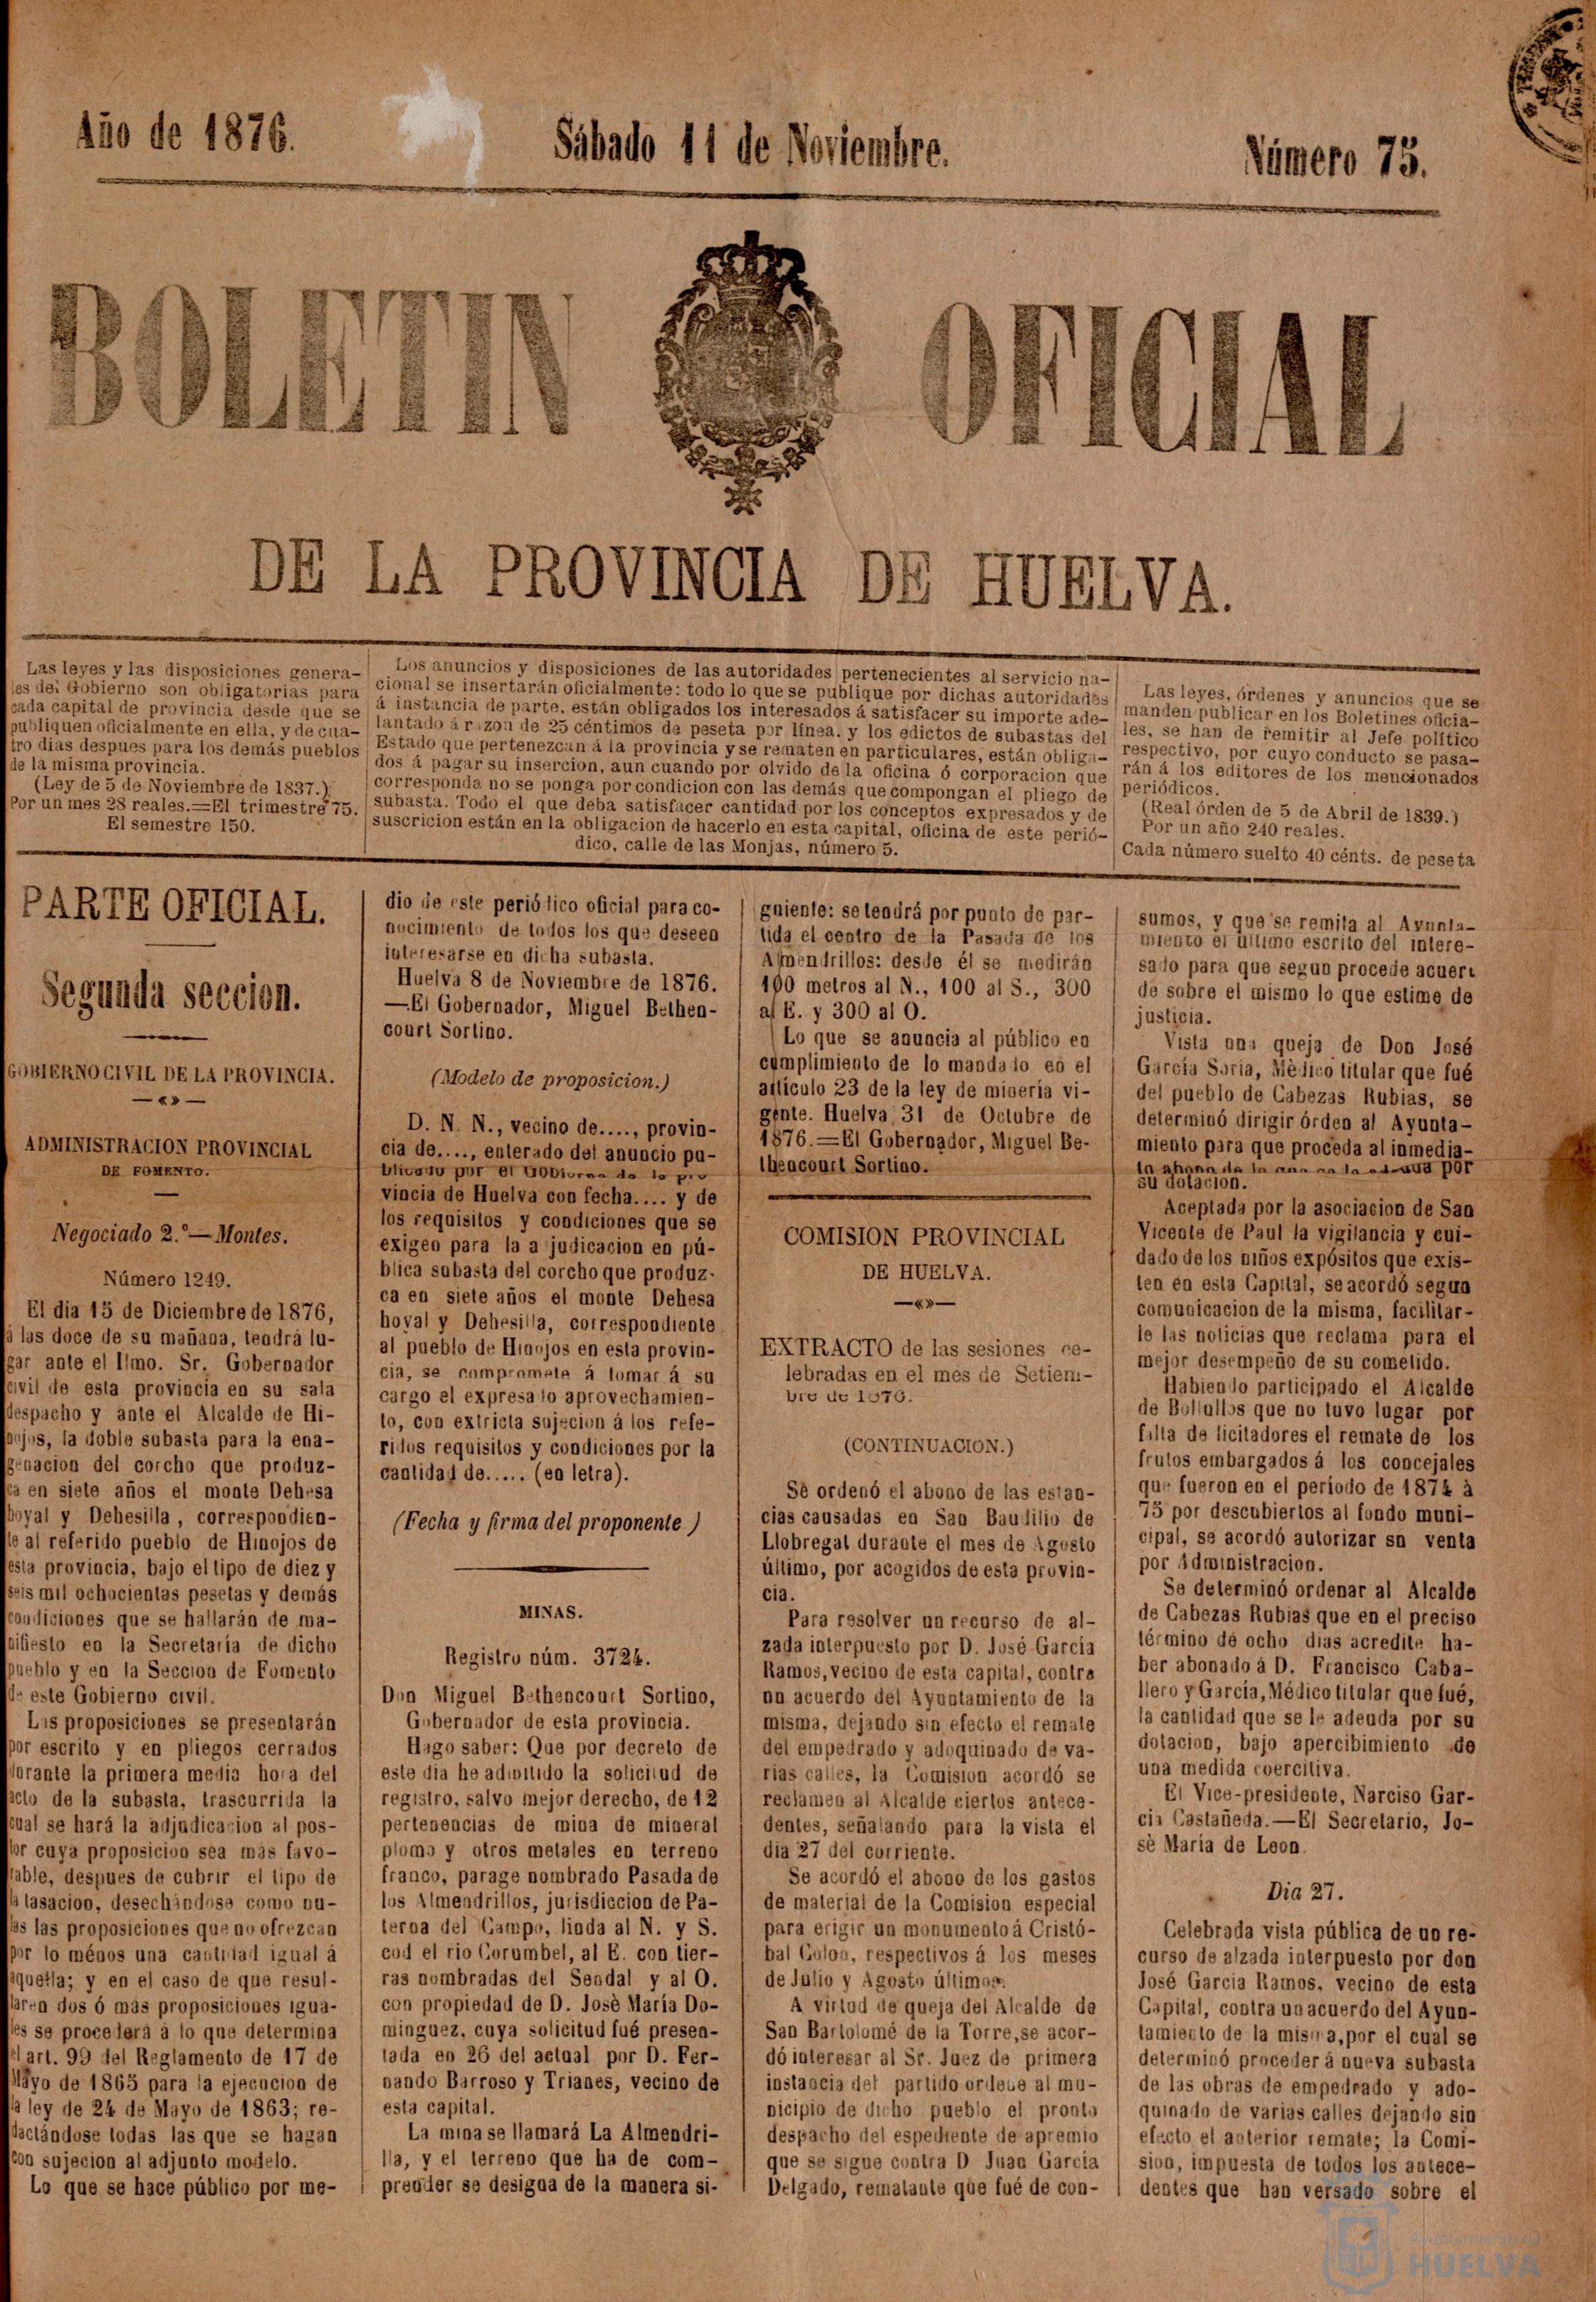 Año de 1876.
Sábado 11 de Noviembre.
Número 75.
BOLETIN OFICIAL
DE LA PROVINCIA DE HUELVA.
Las leyes y las disposiciones genera-
les del Gobierno son obligatorias para
cada capital de provincia desde que se
publiquen oficialmente en ella, y de cua-
tro dias despues para los demás pueblos
de la misma provincia.
(Ley de 5 de Noviembre de 1837.)
Por un mes 28 reales.=El trimestre 75.
El semestre 150.
Los anuncios y disposiciones de las autoridades pertenecientes al servicio na-
cional se insertarán oficialmente: todo lo que se publique por dichas autoridades
á instancia de parte, están obligados los interesados á satisfacer su importe ade-
lantado á razon de 25 céntimos de peseta por línea, y los edictos de subastas del
Estado que pertenezcan á la provincia y se rematen en particulares, están obliga-
dos á pagar su insercion, aun cuando por olvido de la oficina ó corporacion que
corresponda no se ponga por condicion con las demás que compongan el pliego de
subasta. Todo el que deba satisfacer cantidad por los conceptos expresados y de
suscricion están en la obligacion de hacerlo en esta capital, oficina de este perió-
dico, calle de las Monjas, número 5.
Las leyes, órdenes y anuncios que se
manden publicar en los Boletines oficia-
les, se han de remitir al Jefe político
respectivo, por cuyo conducto se pasa-
rán á los editores de los mencionados
periódicos.
(Real órden de 5 de Abril de 1839.)
Por un año 240 reales.
Cada número suelto 40 cénts. de peseta
PARTE OFICIAL.
Segunda seccion.
GOBIERNO CIVIL DE LA PROVINCIA.
—«»—
ADMINISTRACION PROVINCIAL
DE FOMENTO.
Negociado 2.º—Montes.
Número 1249.
El dia 15 de Diciembre de 1876,
á las doce de su mañana, tendrá lu-
gar ante el Ilmo. Sr. Gobernador
civil de esta provincia en su sala
despacho y ante el Alcalde de Hi-
nojos, la doble subasta para la ena-
genacion del corcho que produz-
ca en siete años el monte Dehesa
boyal y Dehesilla, correspondien-
te al referido pueblo de Hinojos de
esta provincia, bajo el tipo de diez y
seis mil ochocientas pesetas y demás
condiciones que se hallarán de ma-
nifiesto en la Secretaría de dicho
pueblo y en la Seccion de Fomento
de este Gobierno civil.
Las proposiciones se presentarán
por escrito y en pliegos cerrados
durante la primera media hora del
acto de la subasta, trascurrida la
cual se hará la adjudicacion al pos-
tor cuya proposicion sea más favo-
rable, despues de cubrir el tipo de
la tasacion, desechándose como nu-
las las proposiciones que no ofrezcan
por lo ménos una cantidad igual á
aquella; y en el caso de que resul-
taren dos ó más proposiciones igua-
les se procederá á lo que determina
el art. 99 del Reglamento de 17 de
Mayo de 1865 para la ejecucion de
la ley de 24 de Mayo de 1863; re-
dactándose todas las que se hagan
con sujecion al adjunto modelo.
Lo que se hace público por me-
dio de este periódico oficial para co-
nocimiento de todos los que deseen
interesarse en dicha subasta.
Huelva 8 de Noviembre de 1876.
—El Gobernador, Miguel Bethen-
court Sortino.
(Modelo de proposicion.)
D. N. N., vecino de...., provin-
cia de...., enterado del anuncio pu-
blicado por el Gobierno de la pro
vincia de Huelva con fecha.... y de
los requisitos y condiciones que se
exigen para la a judicacion en pú-
blica subasta del corcho que produz-
ca en siete años el monte Dehesa
boyal y Dehesilla, correspondiente
al pueblo de Hinojos en esta provin-
cia, se compromete á tomar á su
cargo el expresado aprovechamien-
to, con extricta sujecion á los refe-
ridos requisitos y condiciones por la
cantidad de..... (en letra).
(Fecha y firma del proponente )
MINAS.
Registro núm. 3724.
Don Miguel Bethencourt Sortino,
Gobernador de esta provincia.
Hago saber: Que por decreto de
este dia he admitido la solicitud de
registro, salvo mejor derecho, de 12
pertenencias de mina de mineral
plomo y otros metales en terreno
franco, parage nombrado Pasada de
los Almendrillos, jurisdiccion de Pa-
terna del Campo, linda al N. y S.
con el rio Corumbel, al E. con tier-
ras nombradas del Sendal y al O.
con propiedad de D. Josè María Do-
minguez, cuya solicitud fué presen-
tada en 26 del actual por D. Fer-
nando Barroso y Trianes, vecino de
esta capital.
La mina se llamará La Almendri-
lla, y el terreno que ha de com-
prender se designa de la manera si-
guiente: se tendrá por punto de par-
tida el centro de la Pasada de los
Almendrillos: desde él se medirán
100 metros al N., 100 al S., 300
al E. y 300 al O.
Lo que se anuncia al público en
cumplimiento de lo mandado en el
artículo 23 de la ley de minería vi-
gente. Huelva 31 de Octubre de
1876.=El Gobernador, Miguel Be-
thencourt Sortino.
COMISION PROVINCIAL
DE HUELVA.
—«»—
EXTRACTO de las sesiones ce-
lebradas en el mes de Setiem-
bre de 1876.
(CONTINUACION.)
Se ordenó el abono de las estan-
cias causadas en San Baudilio de
Llobregat durante el mes de Agosto
último, por acogidos de esta provin-
cia.
Para resolver un recurso de al-
zada interpuesto por D. José García
Ramos, vecino de esta capital, contra
un acuerdo del Ayuntamiento de la
misma, dejando sin efecto el remate
del empedrado y adoquinado de va-
rias calles, la Comision acordó se
reclamen al Alcalde ciertos antece-
dentes, señalando para la vista el
dia 27 del corriente.
Se acordó el abono de los gastos
de material de la Comision especial
para erigir un monumento á Cristó-
bal Colon, respectivos á los meses
de Julio y Agosto últimos.
A virtud de queja del Alcalde de
San Bartolomé de la Torre, se acor-
dó interesar al Sr. Juez de primera
instancia del partido ordene al mu-
nicipio de dicho pueblo el pronto
despacho del espediente de apremio
que se sigue contra D Juan García
Delgado, rematante que fué de con-
sumos, y que se remita al Ayunta-
miento el último escrito del intere-
sado para que segun procede acuer
de sobre el mismo lo que estime de
justicia.
Vista una queja de Don José
García Soria, Mèdico titular que fué
del pueblo de Cabezas Rubias, se
determinó dirigir órden al Ayunta-
miento para que proceda al inmedia-
to abono de lo que se le adeuda por
su dotacion.
Aceptada por la asociacion de San
Vicente de Paul la vigilancia y cui-
dado de los niños expósitos que exis-
ten en esta Capital, se acordó segun
comunicacion de la misma, facilitar-
le las noticias que reclama para el
mejor desempeño de su cometido.
Habiendo participado el Alcalde
de Bollullos que no tuvo lugar por
falta de licitadores el remate de los
frutos embargados á los concejales
que fueron en el período de 1874 à
75 por descubiertos al fondo muni-
cipal, se acordó autorizar su venta
por Administracion.
Se determinó ordenar al Alcalde
de Cabezas Rubias que en el preciso
término de ocho dias acredite ha-
ber abonado á D. Francisco Caba-
llero y García, Médico titular que fué,
la cantidad que se le adeuda por su
dotacion, bajo apercibimiento de
una medida coercitiva.
El Vice-presidente, Narciso Gar-
cia Castañeda.—El Secretario, Jo-
sè María de Leon.
Dia 27.
Celebrada vista pública de un re-
curso de alzada interpuesto por don
José Garcia Ramos, vecino de esta
Capital, contra un acuerdo del Ayun-
tamiento de la misma, por el cual se
determinó proceder á nueva subasta
de las obras de empedrado y ado-
quinado de varias calles dejando sin
efecto el anterior remate; la Comi-
sion, impuesta de todos los antece-
dentes que han versado sobre el
Ayuntamiento de
HUELVA